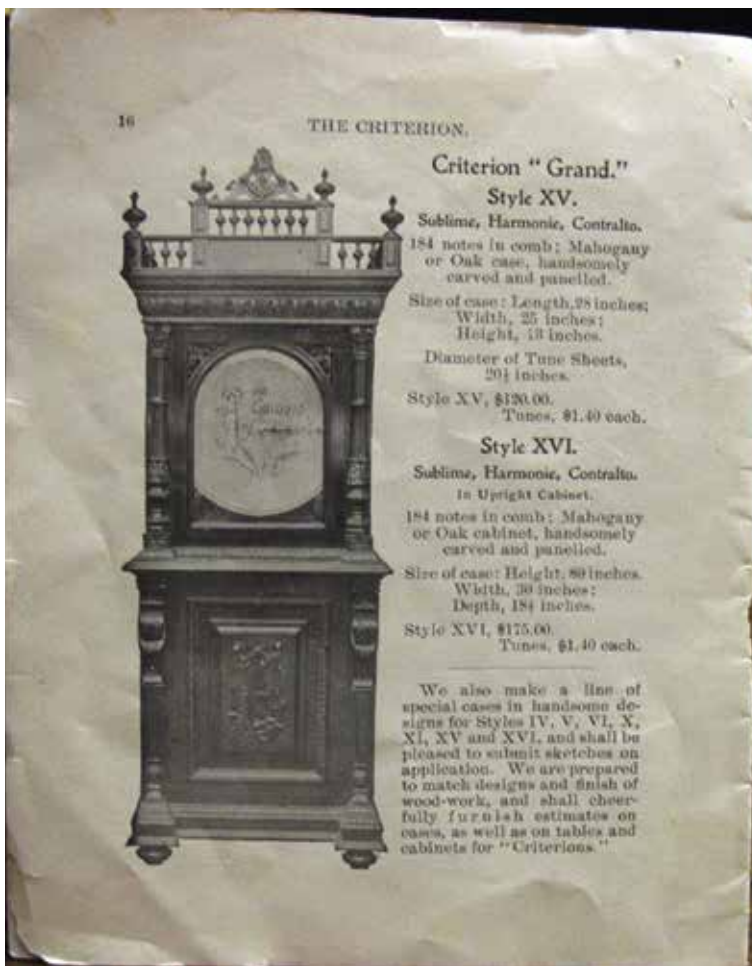 16
THE CRITERION.
Criterion "Grand."
Style XV.
Sublime, Harmonic, Contralto.
184 notes in comb: Mahogany
or Oak case, handsomely
carved and panelled.
Size of case: Length, 28 inches;
Width, 25 inches;
Height, 13 inches.
Diameter of Tune Sheets,
20½ inches.
Style XV, $120.00.
Tunes, $1.40 each.
Style XVI.
Sublime, Harmonic, Contralto.
In Upright Cabinet.
184 notes in comb: Mahogany
or Oak cabinet, handsomely
carved and panelled.
Size of case: Height, 80 inches.
Width, 30 inches:
Depth, 18½ inches.
Style XVI, $175.00.
Tunes, $1.40 each.
We also make a line of
special cases in handsome de-
signs for Styles IV, V, VI, X,
XI, XV and XVI, and shall be
pleased to submit sketches on
application. We are prepared
to match designs and finish of
wood-work, and shall cheer-
fully furnish estimates on
cases, as well as on tables and
cabinets for "Criterions."